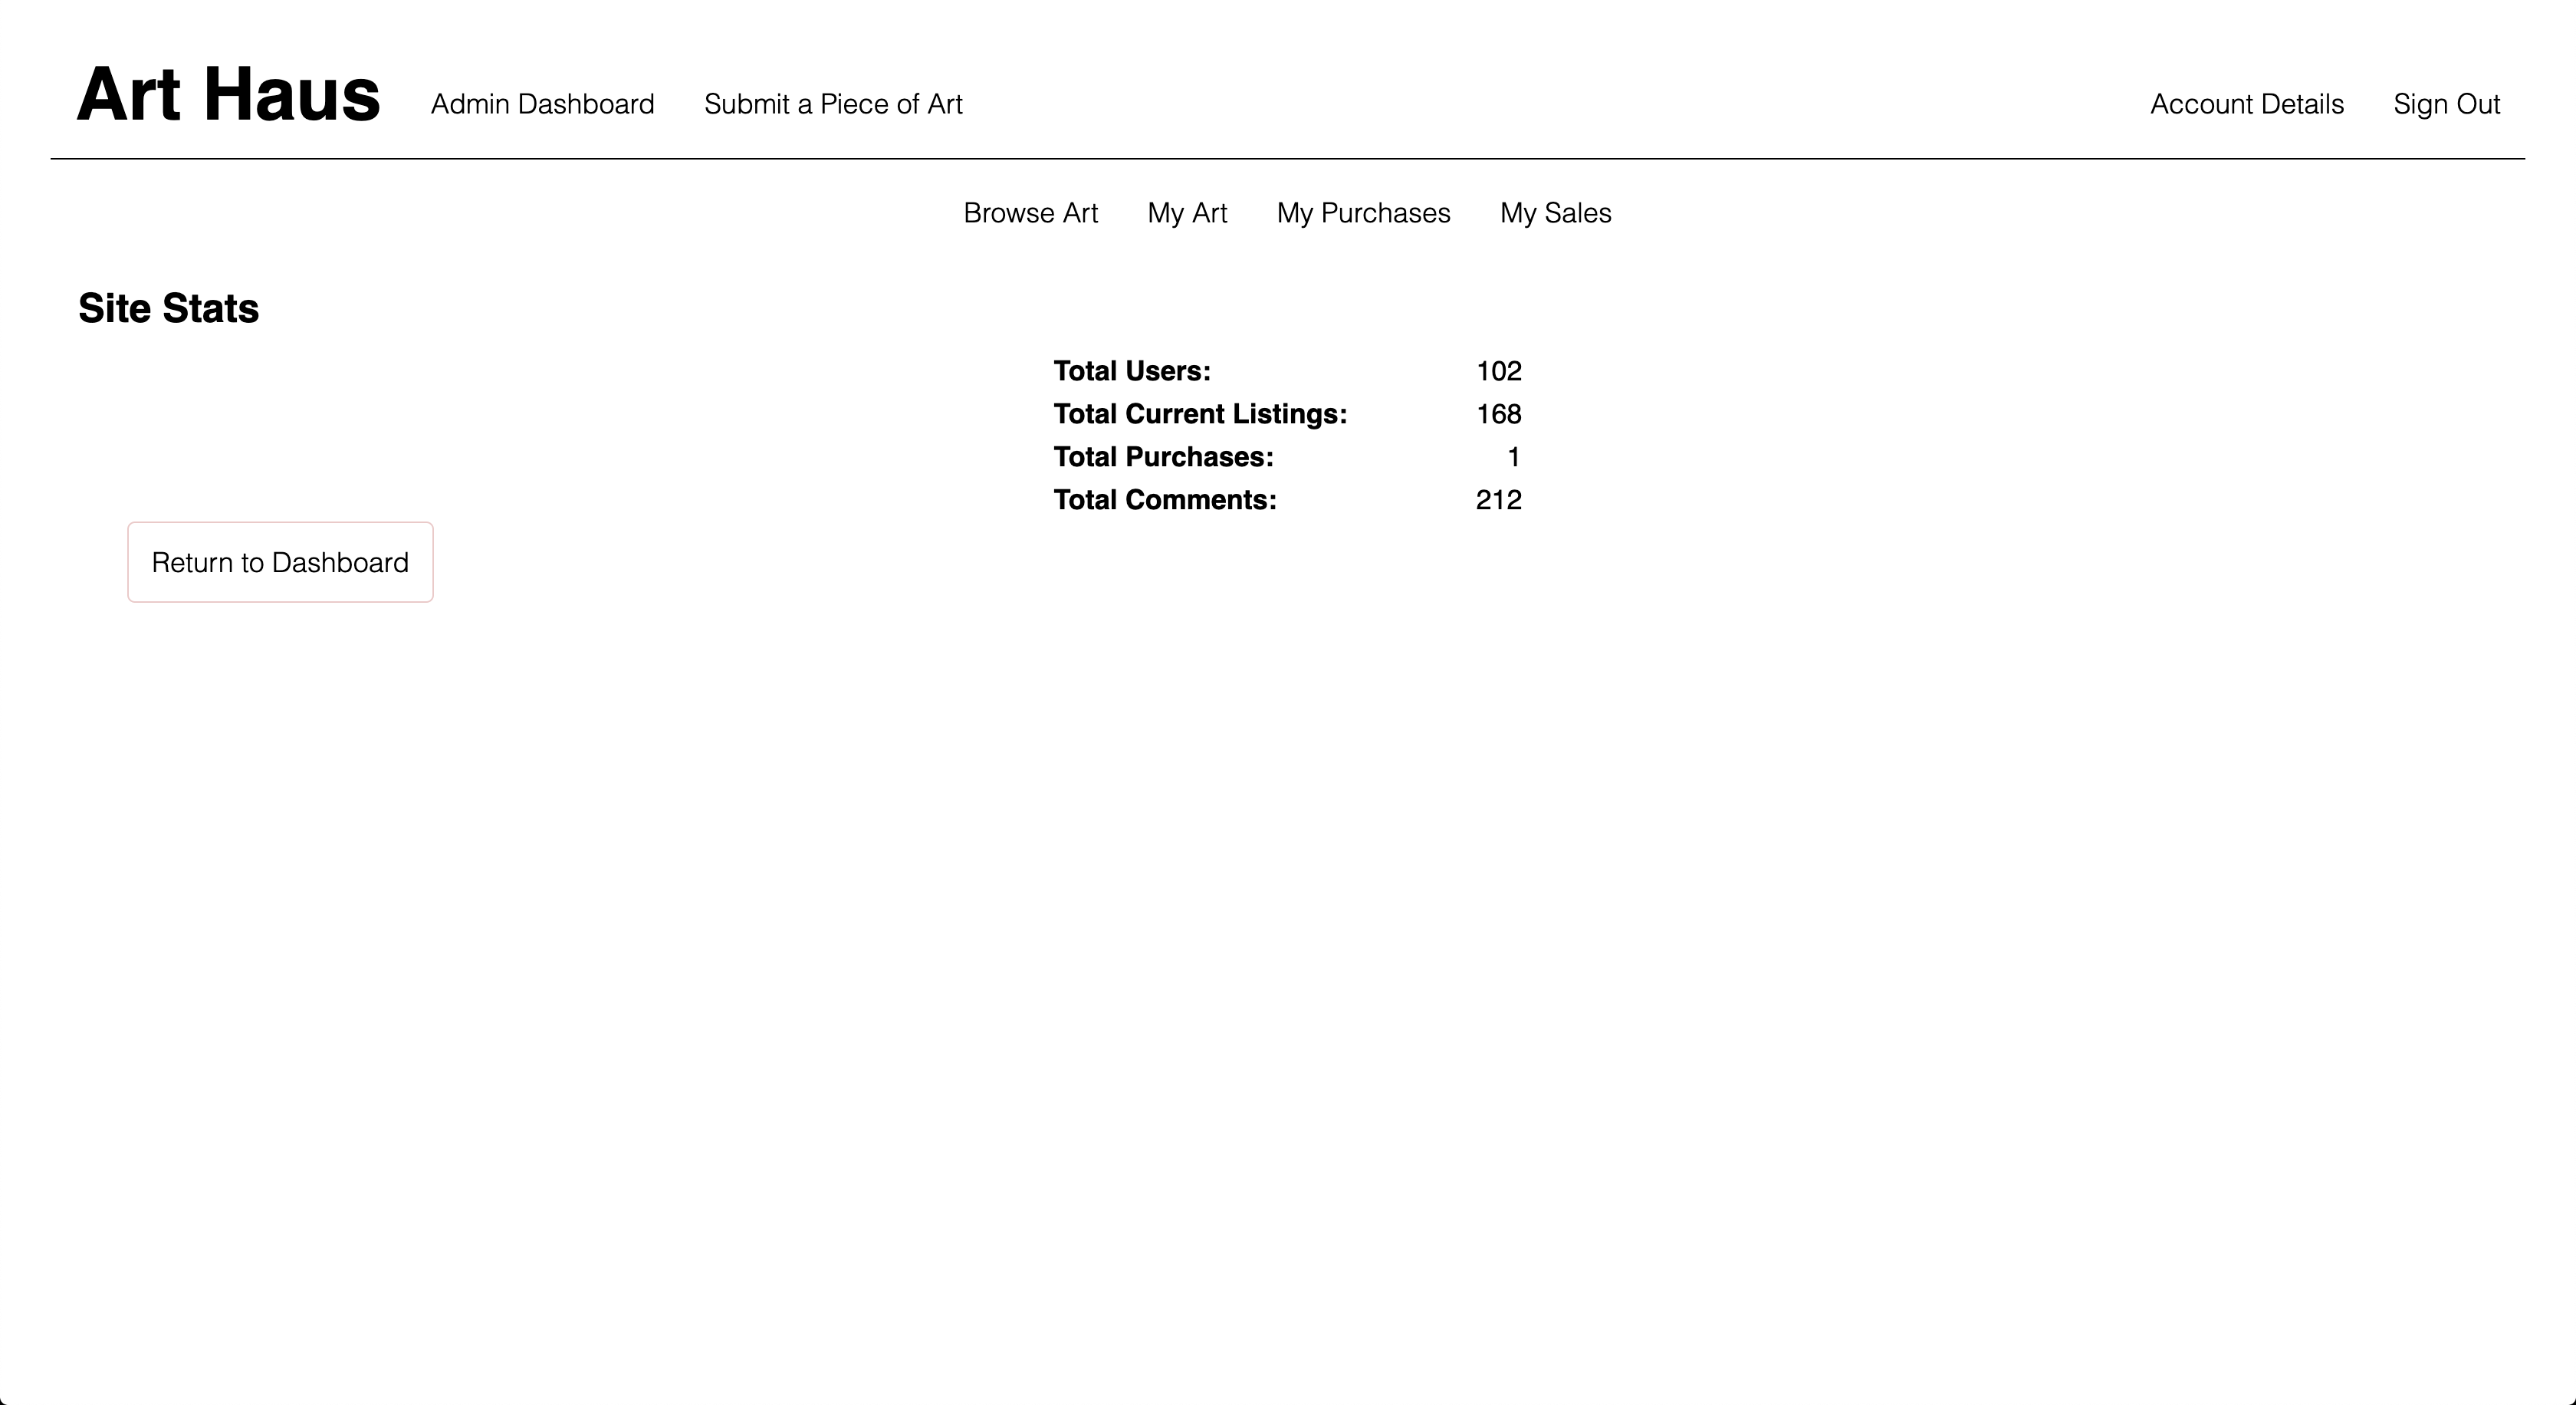 Art Haus Admin Dashboard Submit a Piece of Art Account Details Sign Out
Browse Art My Art My Purchases My Sales
Site Stats
Total Users: 102
Total Current Listings: 168
Total Purchases: 1
Total Comments: 212
Return to Dashboard